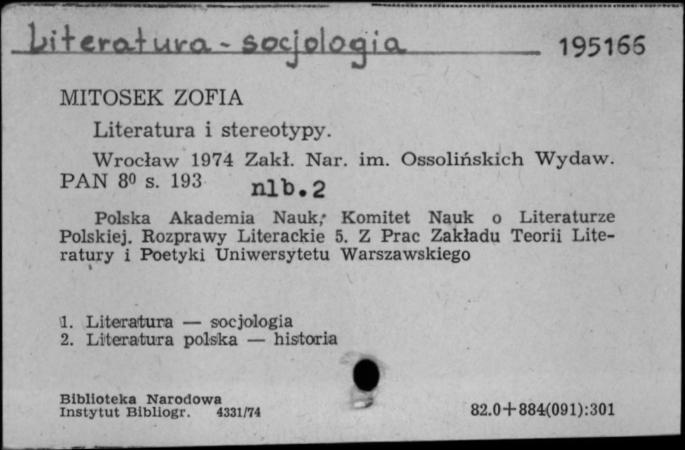 Literatura - socjologia 195166
MITOSEK ZOFIA
Literatura i stereotypy.
Wrocław 1974 Zakł. Nar. im. Ossolińskich Wydaw.
PAN 8⁰ s. 193 nlb.2
Polska Akademia Nauk, Komitet Nauk o Literaturze
Polskiej. Rozprawy Literackie 5. Z Prac Zakładu Teorii Lite-
ratury i Poetyki Uniwersytetu Warszawskiego
1. Literatura — socjologia
2. Literatura polska — historia
Biblioteka Narodowa
Instytut Bibliogr. 4331/74 82.0+884(091):301